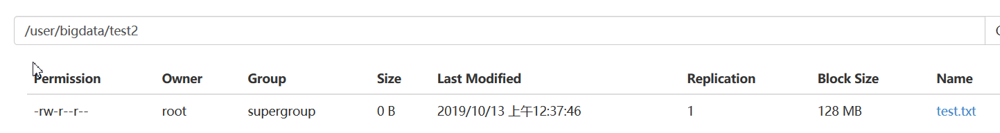 /user/bigdata/test2
Permission Owner Group Size Last Modified Replication Block Size Name
-rw-r--r-- root supergroup 0 B 2019/10/13 上午12:37:46 1 128 MB test.txt